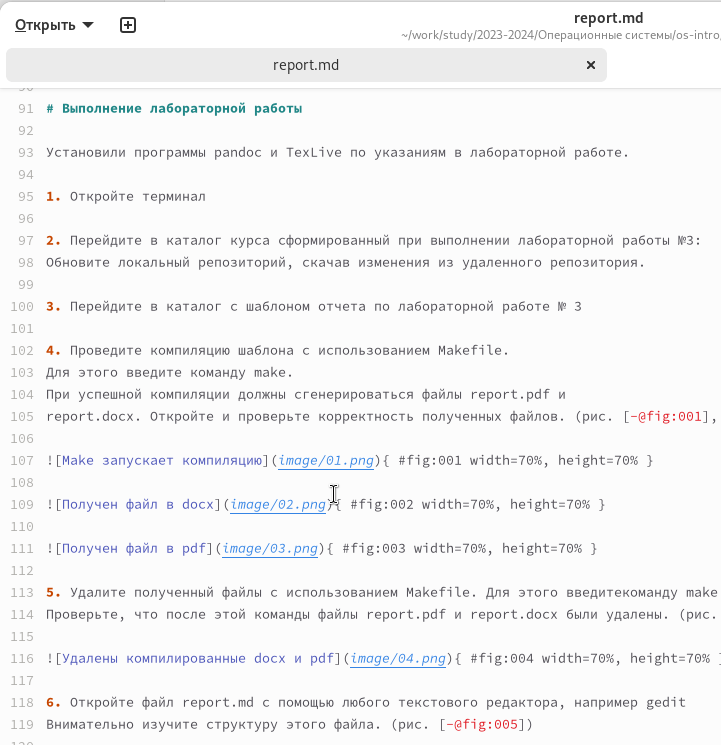 Открыть
report.md
~/work/study/2023-2024/Операционные системы/os-intro,
report.md
91 # Выполнение лабораторной работы
92
93 Установили программы pandoc и TexLive по указаниям в лабораторной работе.
94
95 1. Откройте терминал
96
97 2. Перейдите в каталог курса сформированный при выполнении лабораторной работы №3:
98 Обновите локальный репозиторий, скачав изменения из удаленного репозитория.
99
100 3. Перейдите в каталог с шаблоном отчета по лабораторной работе № 3
101
102 4. Проведите компиляцию шаблона с использованием Makefile.
103 Для этого введите команду make.
104 При успешной компиляции должны сгенерироваться файлы report.pdf и
105 report.docx. Откройте и проверьте корректность полученных файлов. (рис. [-@fig:001],
106
107 ![Make запускает компиляцию](image/01.png){ #fig:001 width=70%, height=70% }
108
109 ![Получен файл в docx](image/02.png){ #fig:002 width=70%, height=70% }
110
111 ![Получен файл в pdf](image/03.png){ #fig:003 width=70%, height=70% }
112
113 5. Удалите полученный файлы с использованием Makefile. Для этого введитекоманду make
114 Проверьте, что после этой команды файлы report.pdf и report.docx были удалены. (рис.
115
116 ![Удалены компилированные docx и pdf](image/04.png){ #fig:004 width=70%, height=70% }
117
118 6. Откройте файл report.md с помощью любого текстового редактора, например gedit
119 Внимательно изучите структуру этого файла. (рис. [-@fig:005])